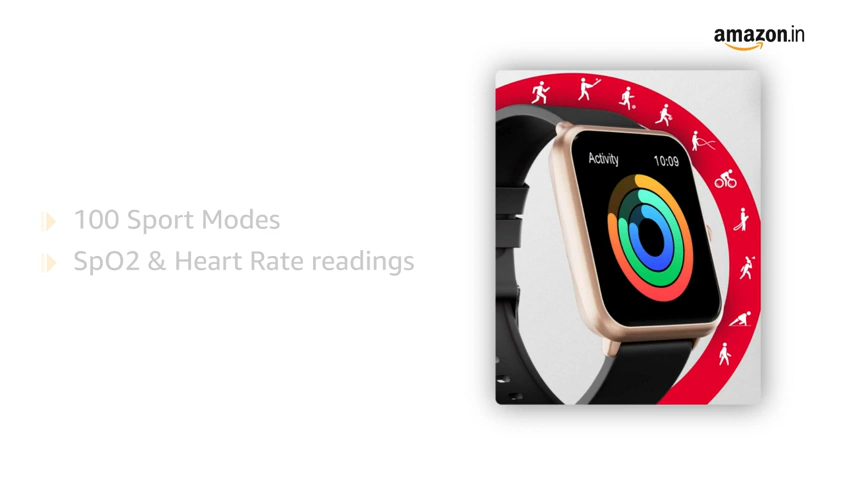 amazon.in
Activity 10:09
100 Sport Modes
SpO2 & Heart Rate readings